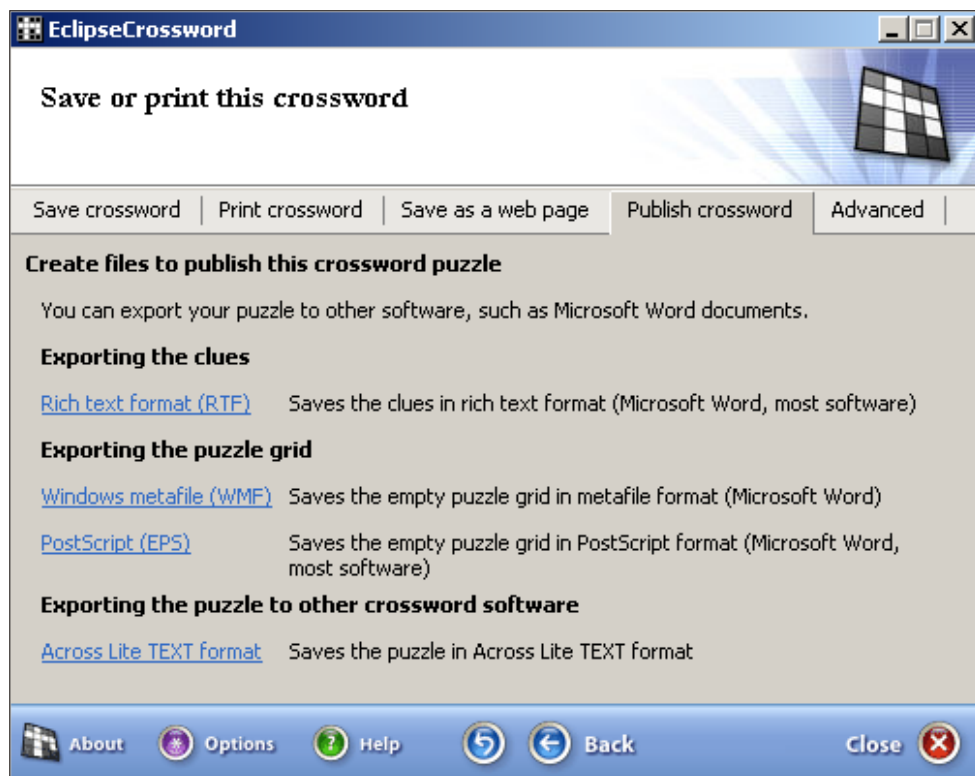 EclipseCrossword
Save or print this crossword
Save crossword Print crossword Save as a web page Publish crossword Advanced
Create files to publish this crossword puzzle
You can export your puzzle to other software, such as Microsoft Word documents.
Exporting the clues
Rich text format (RTF) Saves the clues in rich text format (Microsoft Word, most software)
Exporting the puzzle grid
Windows metafile (WMF) Saves the empty puzzle grid in metafile format (Microsoft Word)
PostScript (EPS) Saves the empty puzzle grid in PostScript format (Microsoft Word,
most software)
Exporting the puzzle to other crossword software
Across Lite TEXT format Saves the puzzle in Across Lite TEXT format
About Options Help Back Close